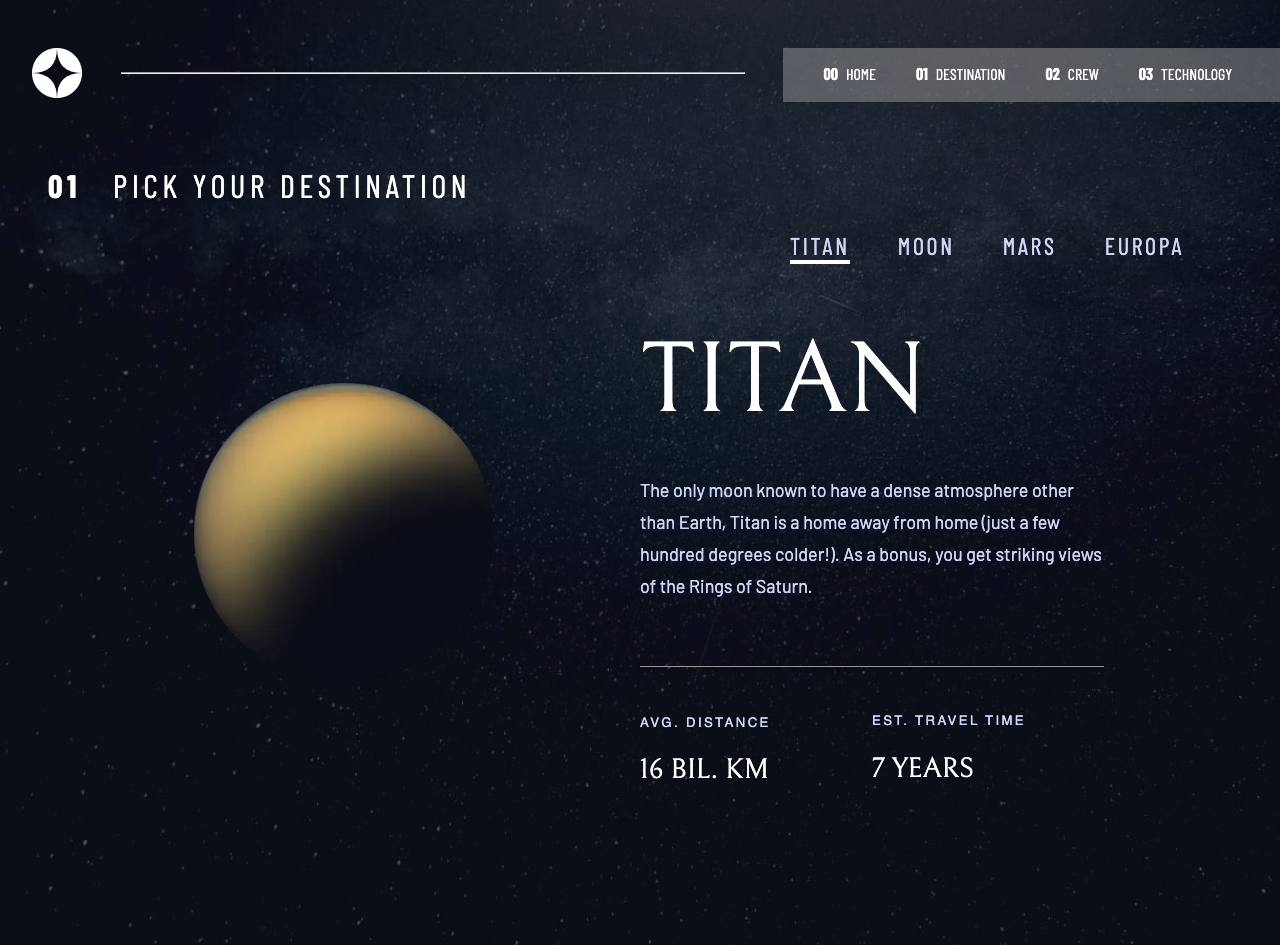 00 HOME 01 DESTINATION 02 CREW 03 TECHNOLOGY
01 PICK YOUR DESTINATION
TITAN MOON MARS EUROPA
TITAN
The only moon known to have a dense atmosphere other
than Earth, Titan is a home away from home (just a few
hundred degrees colder!). As a bonus, you get striking views
of the Rings of Saturn.
AVG. DISTANCE EST. TRAVEL TIME
16 BIL. KM 7 YEARS